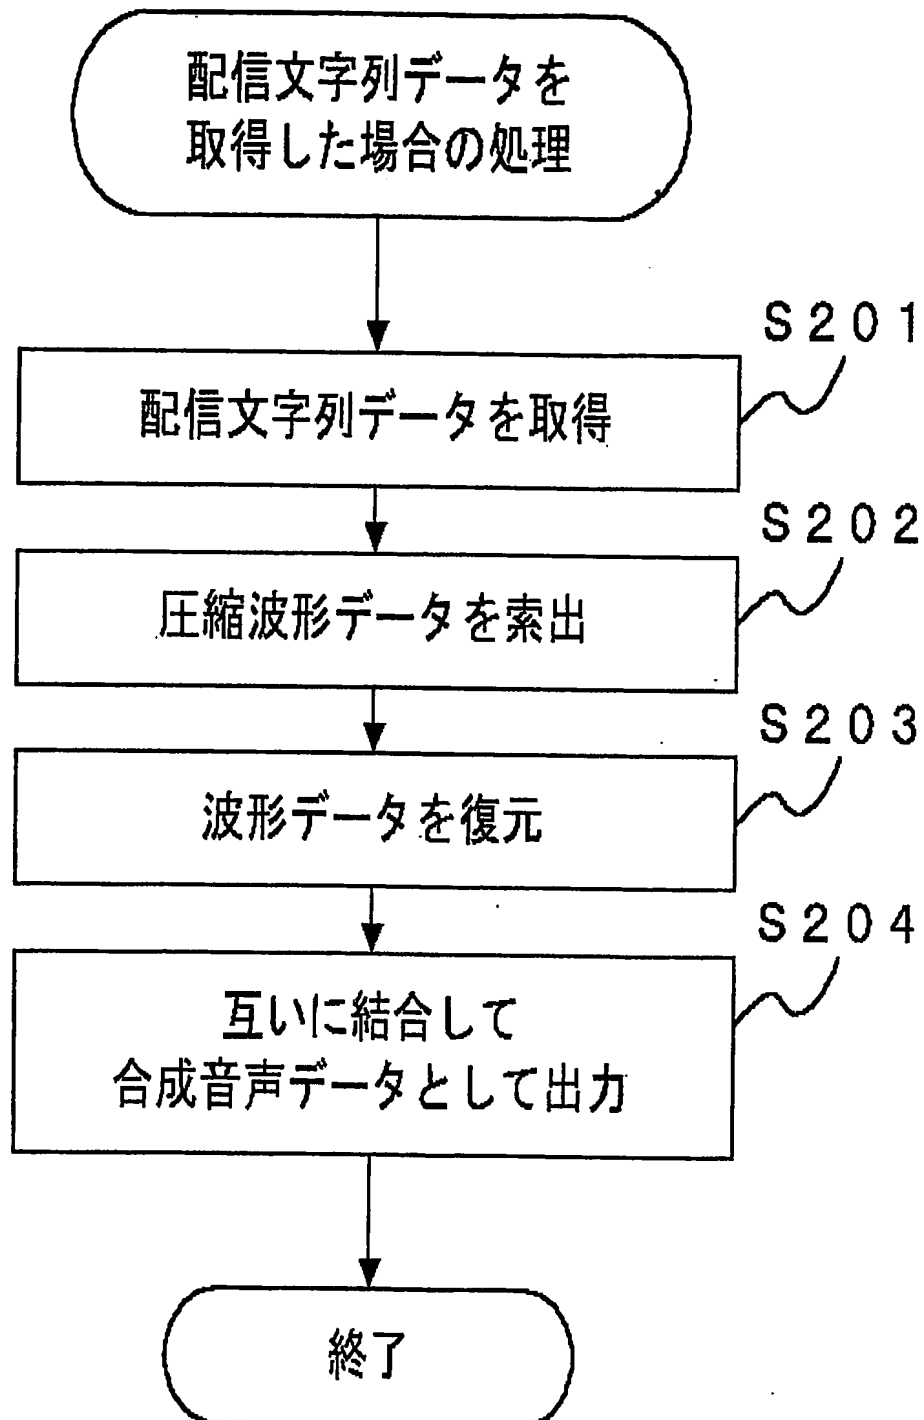 配信文字列データを
取得した場合の処理
S201
配信文字列データを取得
S202
圧縮波形データを索出
S203
波形データを復元
S204
互いに結合して
合成音声データとして出力
終了